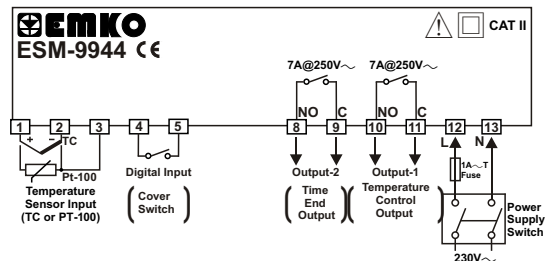 EMKO
ESM-9944 CE
CAT II
7A@250V~ 7A@250V~
NO C NO C
1 2 3 4 5 8 9 10 11 12 13
+ - TC
L N
Pt-100
1A~T
Fuse
Temperature
Sensor Input
(TC or PT-100)
Digital Input
Cover
Switch
Output-2
Time
End
Output
Output-1
Temperature
Control
Output
Power
Supply
Switch
230V~